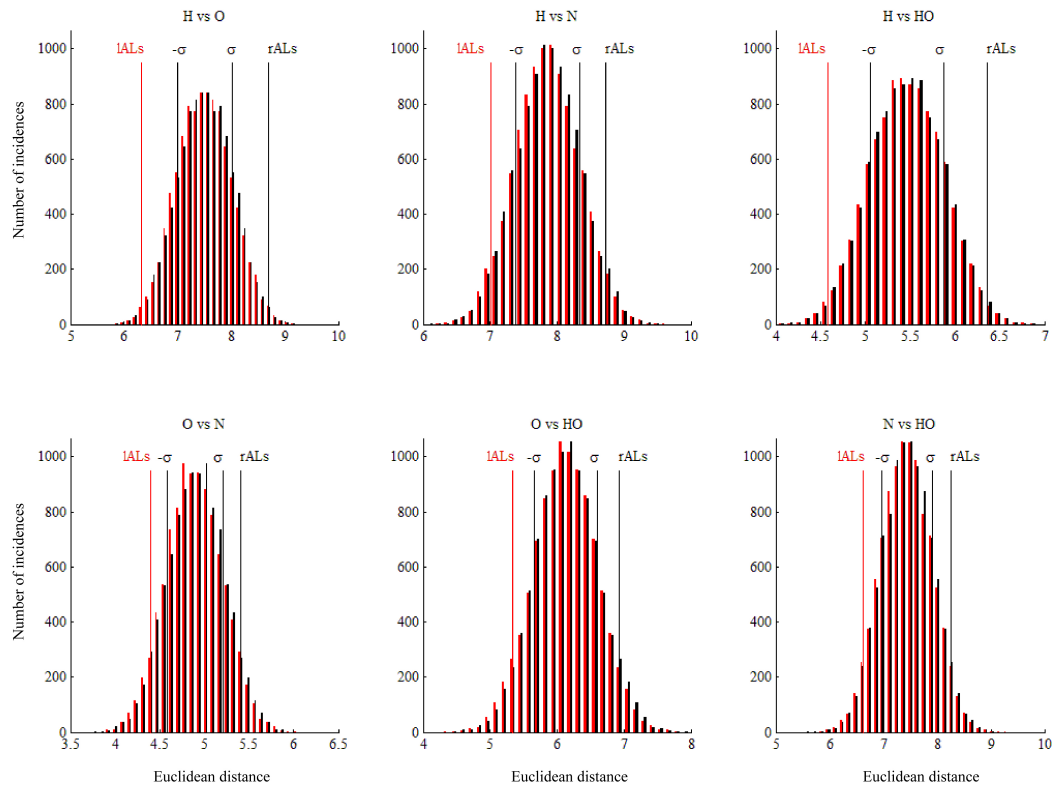 H vs O
H vs N
H vs HO
lALs -σ σ rALs
lALs -σ σ rALs
lALs -σ σ rALs
Number of incidences
1000
800
600
400
200
0
5 6 7 8 9 10
1000
800
600
400
200
0
6 7 8 9 10
1000
800
600
400
200
0
4 4.5 5 5.5 6 6.5 7
O vs N
O vs HO
N vs HO
lALs -σ σ rALs
lALs -σ σ rALs
lALs -σ σ rALs
Number of incidences
1000
800
600
400
200
0
3.5 4 4.5 5 5.5 6 6.5
1000
800
600
400
200
0
4 5 6 7 8
1000
800
600
400
200
0
5 6 7 8 9 10
Euclidean distance
Euclidean distance
Euclidean distance